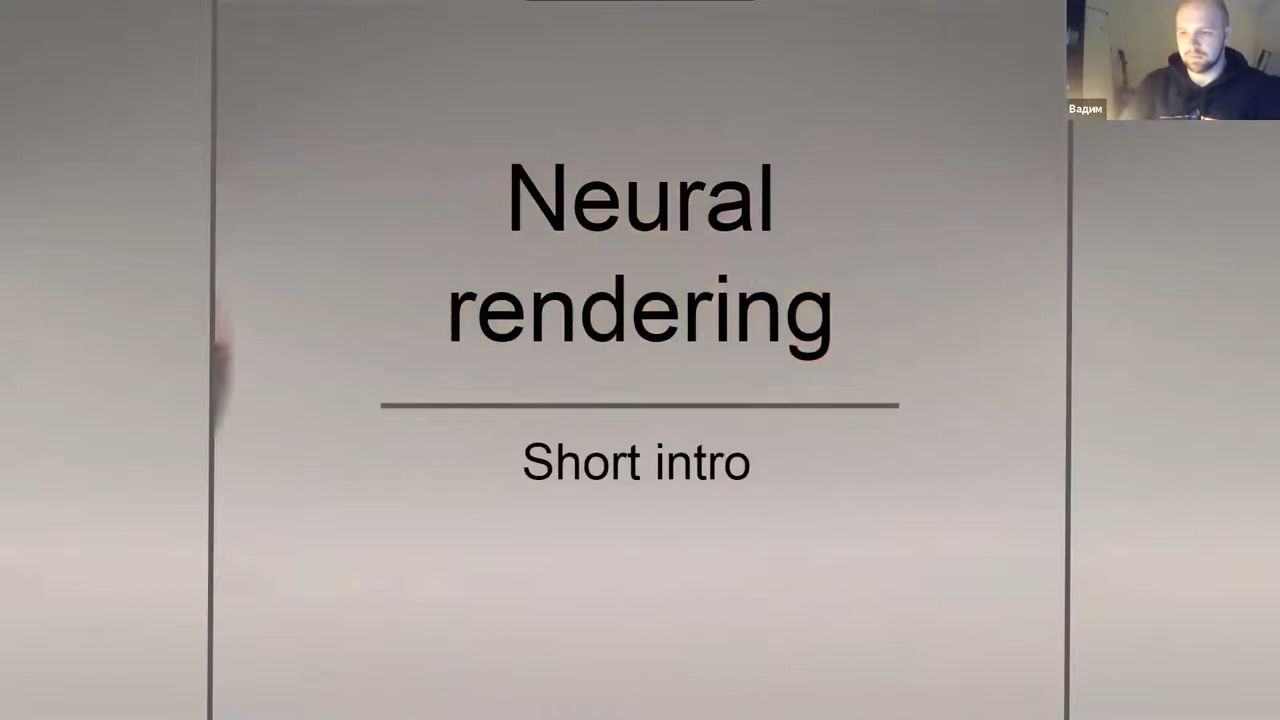 Вадим
Neural
rendering
Short intro